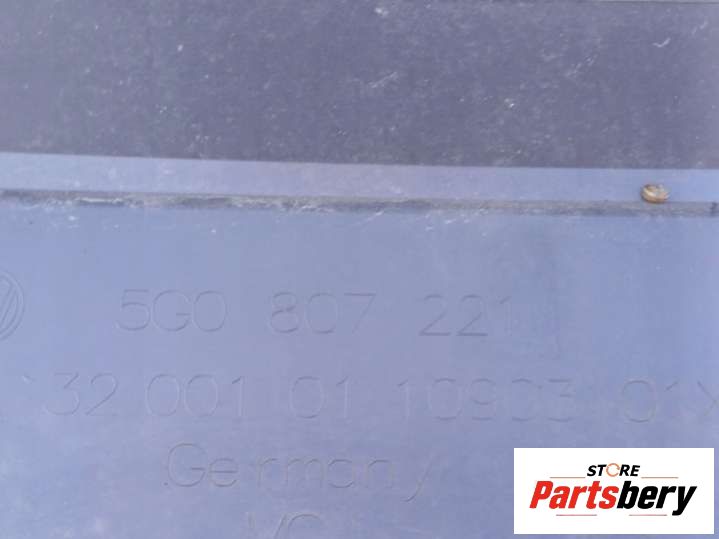 5G0 807 221
32 001 01 10903 01
Germany
STORE
Partsbery